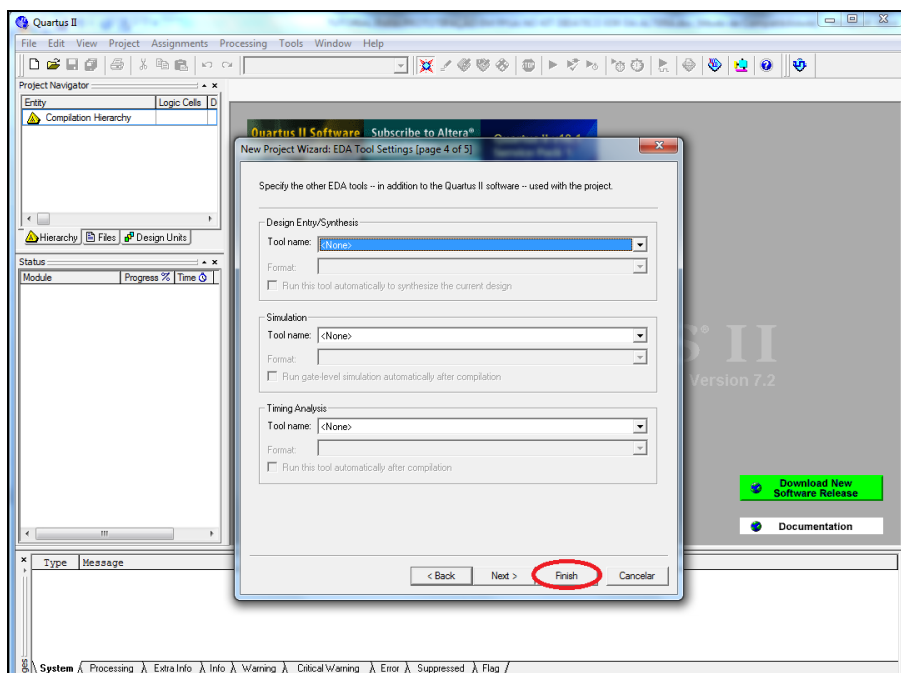 Quartus II
File Edit View Project Assignments Processing Tools Window Help
Project Navigator
Entity Logic Cells D
Compilation Hierarchy
Hierarchy Files Design Units
Status
Module Progress % Time
Quartus II Software Subscribe to Altera®
New Project Wizard: EDA Tool Settings [page 4 of 5]
Specify the other EDA tools -- in addition to the Quartus II software -- used with the project.
Design Entry/Synthesis
Tool name: <None>
Format:
Run this tool automatically to synthesize the current design
Simulation
Tool name: <None>
Format:
Run gate-level simulation automatically after compilation
Timing Analysis
Tool name: <None>
Format:
Run this tool automatically after compilation
< Back Next > Finish Cancelar
S® II
Version 7.2
Download New
Software Release
Documentation
Type Message
System Processing Extra Info Info Warning Critical Warning Error Suppressed Flag